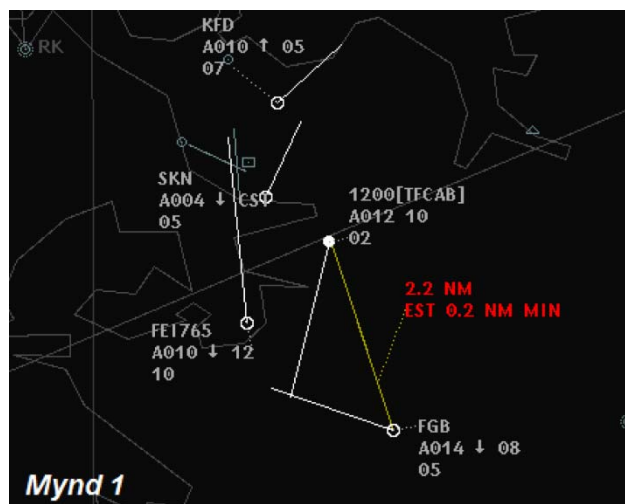 KFD
A010 ↑ 05
07
RK
SKN
A004 ↓ CST
05
1200[TFCAB]
A012 10
02
2.2 NM
EST 0.2 NM MIN
FEI765
A010 ↓ 12
10
FGB
A014 ↓ 08
05
Mynd 1